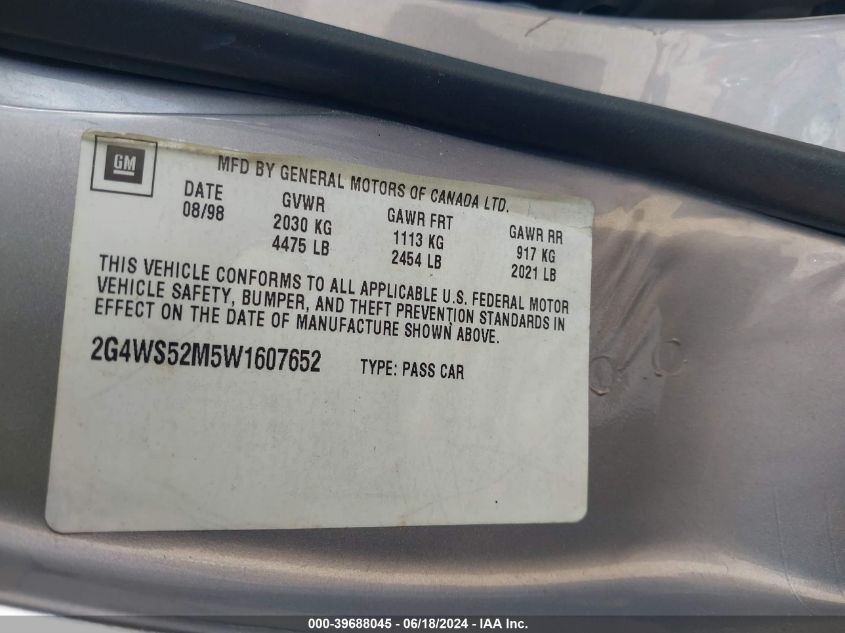 GM
MFD BY GENERAL MOTORS OF CANADA LTD.
DATE GVWR GAWR FRT GAWR RR
08/98 2030 KG 1113 KG 917 KG
4475 LB 2454 LB 2021 LB
THIS VEHICLE CONFORMS TO ALL APPLICABLE U.S. FEDERAL MOTOR
VEHICLE SAFETY, BUMPER, AND THEFT PREVENTION STANDARDS IN
EFFECT ON THE DATE OF MANUFACTURE SHOWN ABOVE.
2G4WS52M5W1607652 TYPE: PASS CAR
000-39688045 - 06/18/2024 - IAA Inc.